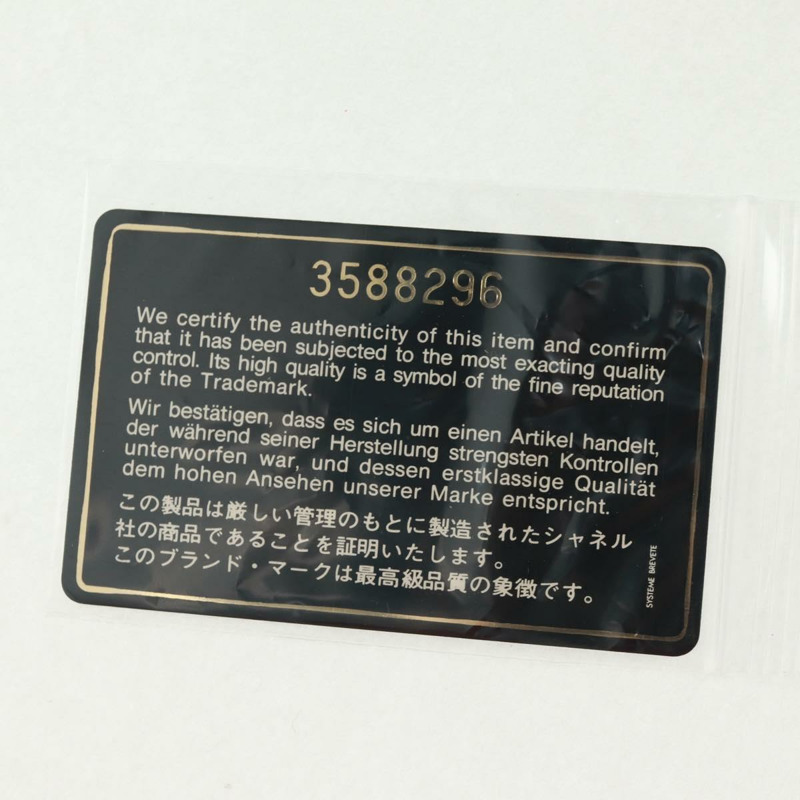 3588296
We certify the authenticity of this item and confirm
that it has been subjected to the most exacting quality
control. Its high quality is a symbol of the fine reputation
of the Trademark.
Wir bestätigen, dass es sich um einen Artikel handelt,
der während seiner Herstellung strengsten Kontrollen
unterworfen war, und dessen erstklassige Qualität
dem hohen Ansehen unserer Marke entspricht.
この製品は厳しい管理のもとに製造されたシャネル
社の商品であることを証明いたします。
このブランド・マークは最高級品質の象徴です。
SYSTEME BREVETE